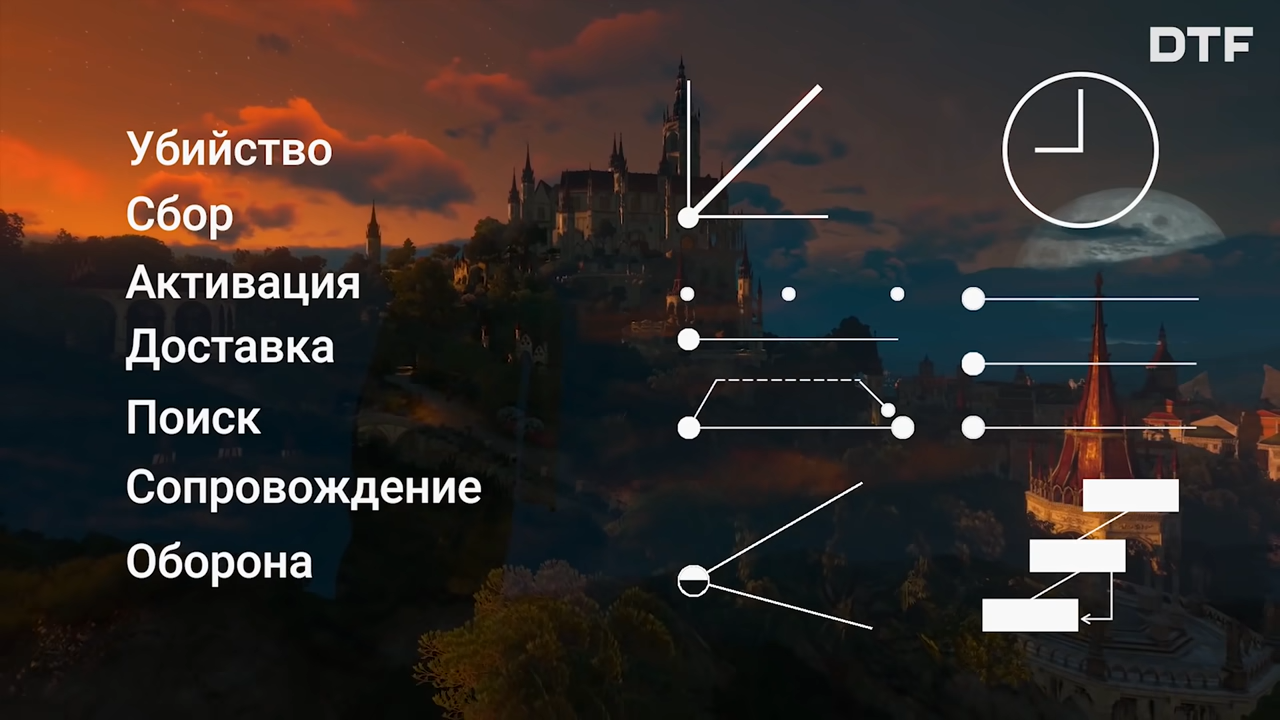 DTF
Убийство
Сбор
Активация
Доставка
Поиск
Сопровождение
Оборона